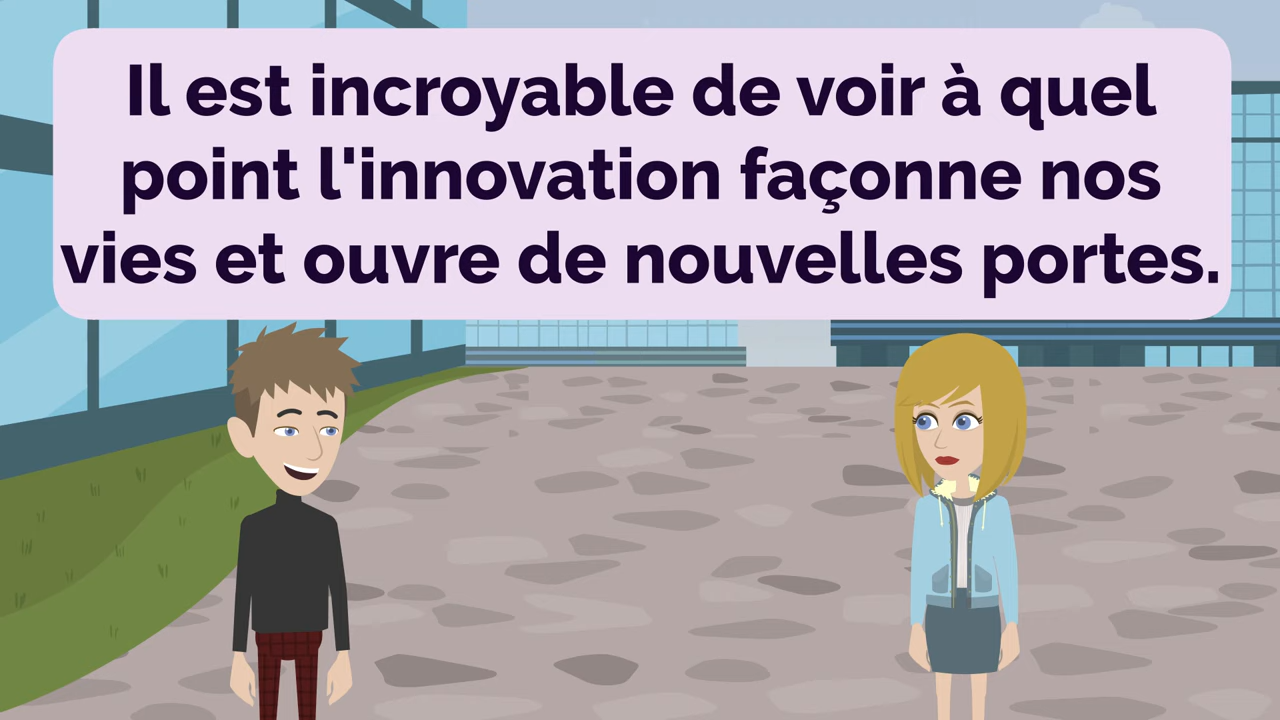 Il est incroyable de voir à quel
point l'innovation façonne nos
vies et ouvre de nouvelles portes.